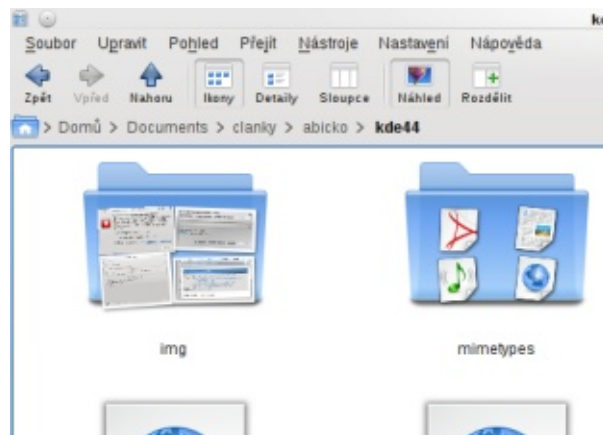 kd
Soubor Upravit Pohled Přejít Nástroje Nastavení Nápověda
Zpět Vpřed Nahoru Ikony Detaily Sloupce Náhled Rozdělit
> Domů > Documents > clanky > abicko > kde44
img mimetypes